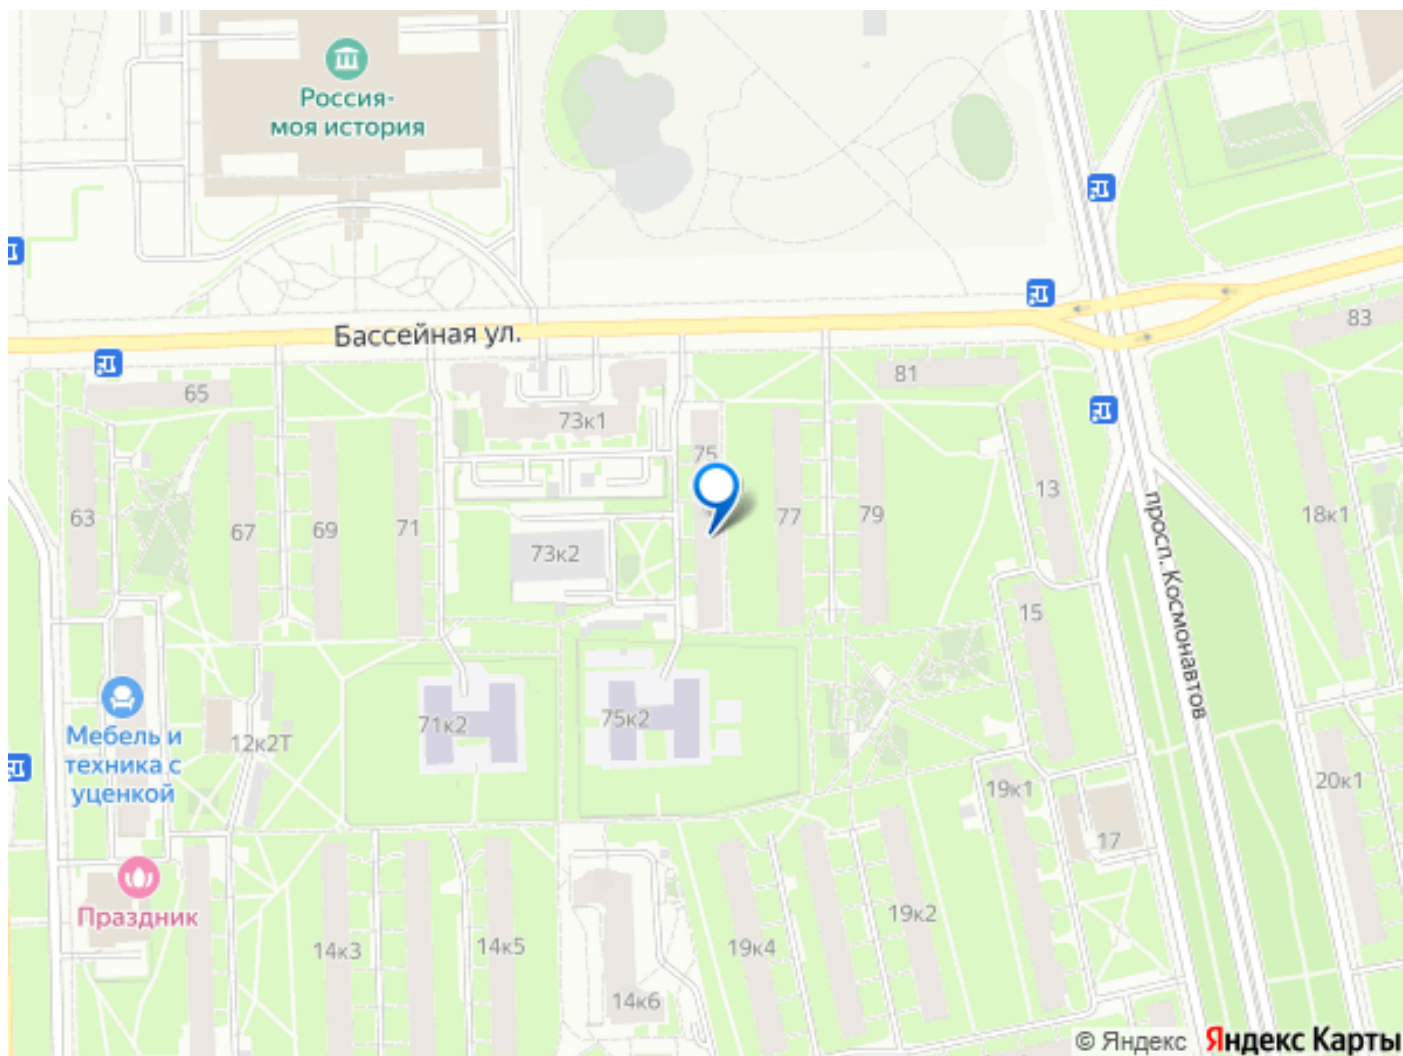 Россия-
моя история
Бассейная ул.
83
81
65
73к1
75
13
18к1
63
67
69
71
77
79
73к2
15
просп. Космонавтов
71к2
75к2
12к2Т
Мебель и
техника с
уценкой
19к1
20к1
17
Праздник
14к3
14к5
19к4
19к2
14к6
© Яндекс Яндекс Карты